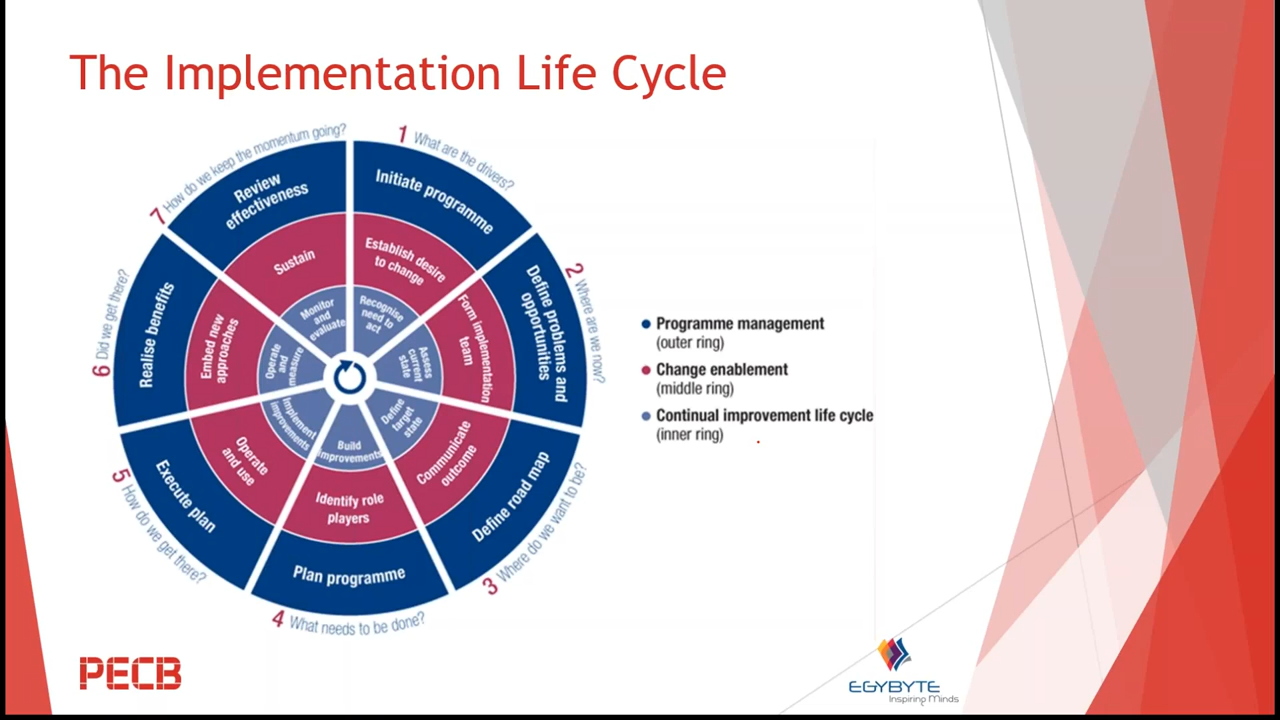 The Implementation Life Cycle
1 What are the drivers?
Initiate programme
Establish desire
to change
Recognise
need to
act
2 Where are we now?
Define problems and
opportunities
Form implementation
team
Assess
current
state
3 Where do we want to be?
Define road map
Communicate
outcome
Define
target
state
4 What needs to be done?
Plan programme
Identify role
players
Build
improvements
5 How do we get there?
Execute plan
Operate
and use
Implement
improvements
6 Did we get there?
Realise benefits
Embed new
approaches
Operate
and
measure
7 How do we keep the momentum going?
Review
effectiveness
Sustain
Monitor
and
evaluate
Programme management
(outer ring)
Change enablement
(middle ring)
Continual improvement life cycle
(inner ring)
PECB
EGYBYTE
Inspiring Minds